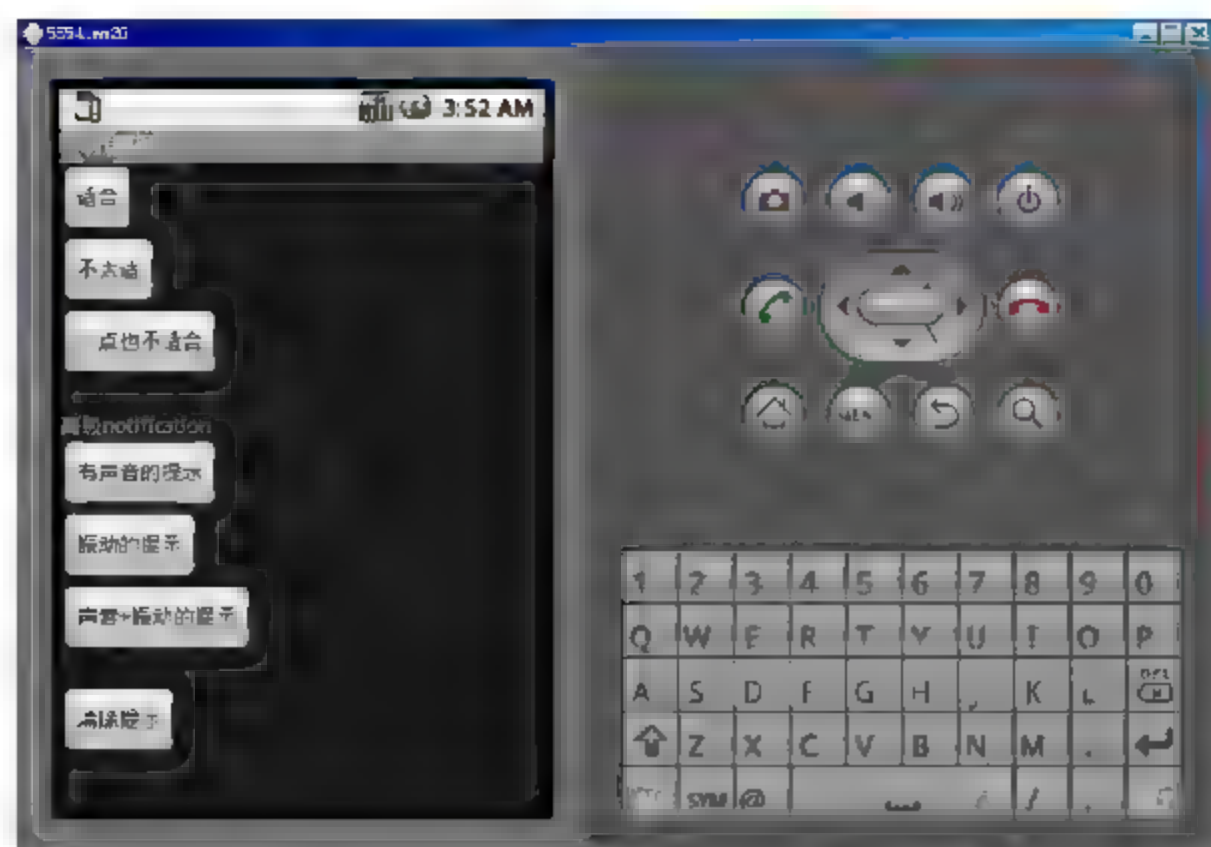 3:52 AM
适合
不太适
一点也不适合
高级notification
有声音的提示
振动的提示
声音+振动的提示
清除提示
1 2 3 4 5 6 7 8 9 0
Q W E R T Y U I O P
A S D F G H K L DEL
Z X C V B N M .
SYM @ / ,